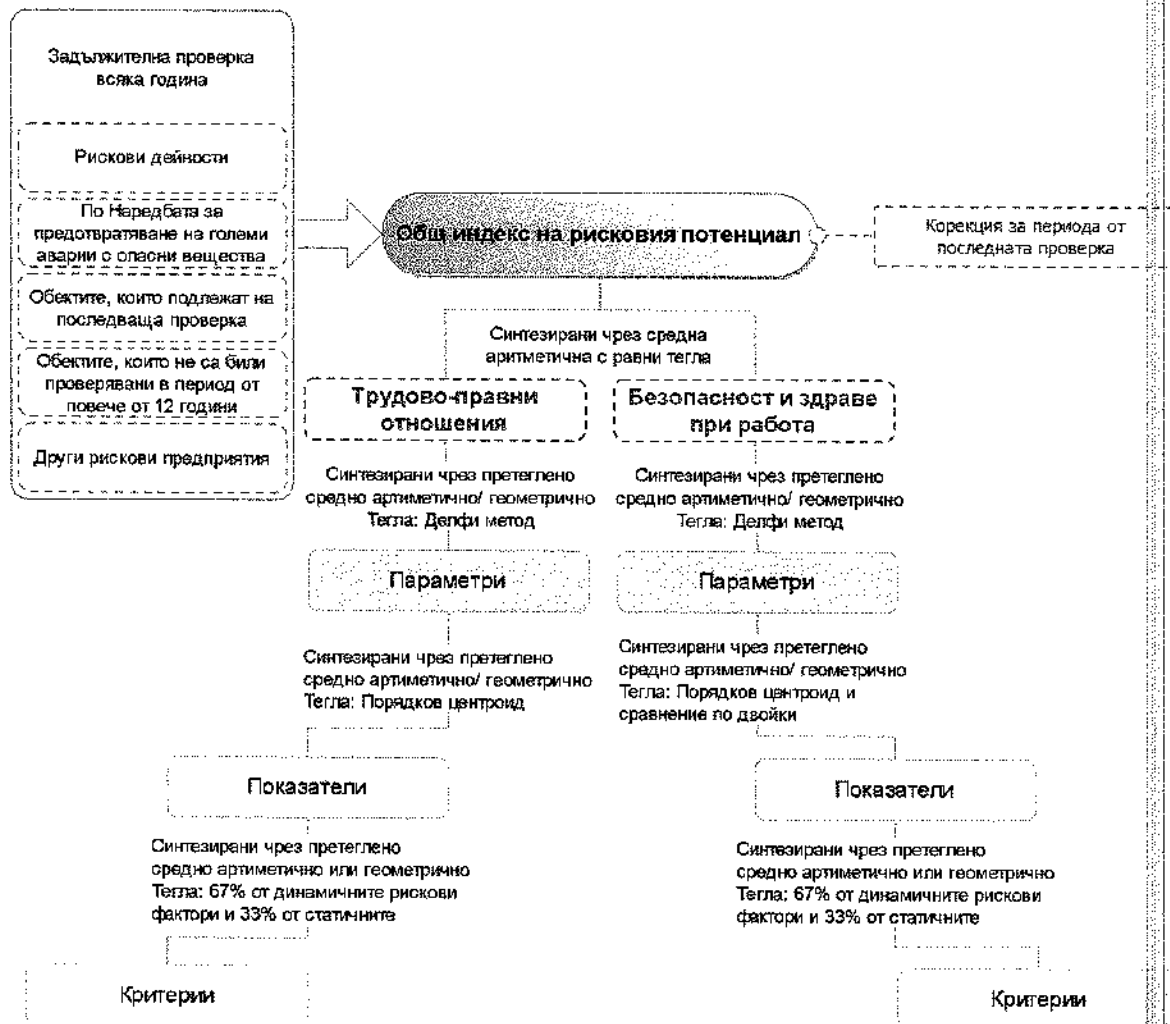 Задължителна проверка
всяка година
Рискови дейности
По Наредбата за
предотвратяване на големи
аварии с опасни вещества
Обектите, които подлежат на
последваща проверка
Обектите, които не са били
проверявани в период от
повече от 12 години
Други рискови предприятия
Общ индекс на рисковия потенциал
Корекция за периода от
последната проверка
Синтезирани чрез средна
аритметична с равни тегла
Трудово-правни
отношения
Безопасност и здраве
при работа
Синтезирани чрез претеглено
средно артиметично/ геометрично
Тегла: Делфи метод
Синтезирани чрез претеглено
средно артиметично/ геометрично
Тегла: Делфи метод
Параметри
Параметри
Синтезирани чрез претеглено
средно артиметично/ геометрично
Тегла: Порядков центроид
Синтезирани чрез претеглено
средно артиметично/ геометрично
Тегла: Порядков центроид и
сравнение по двойки
Показатели
Показатели
Синтезирани чрез претеглено
средно артиметично или геометрично
Тегла: 67% от динамичните рискови
фактори и 33% от статичните
Синтезирани чрез претеглено
средно артиметично или геометрично
Тегла: 67% от динамичните рискови
фактори и 33% от статичните
Критерии
Критерии